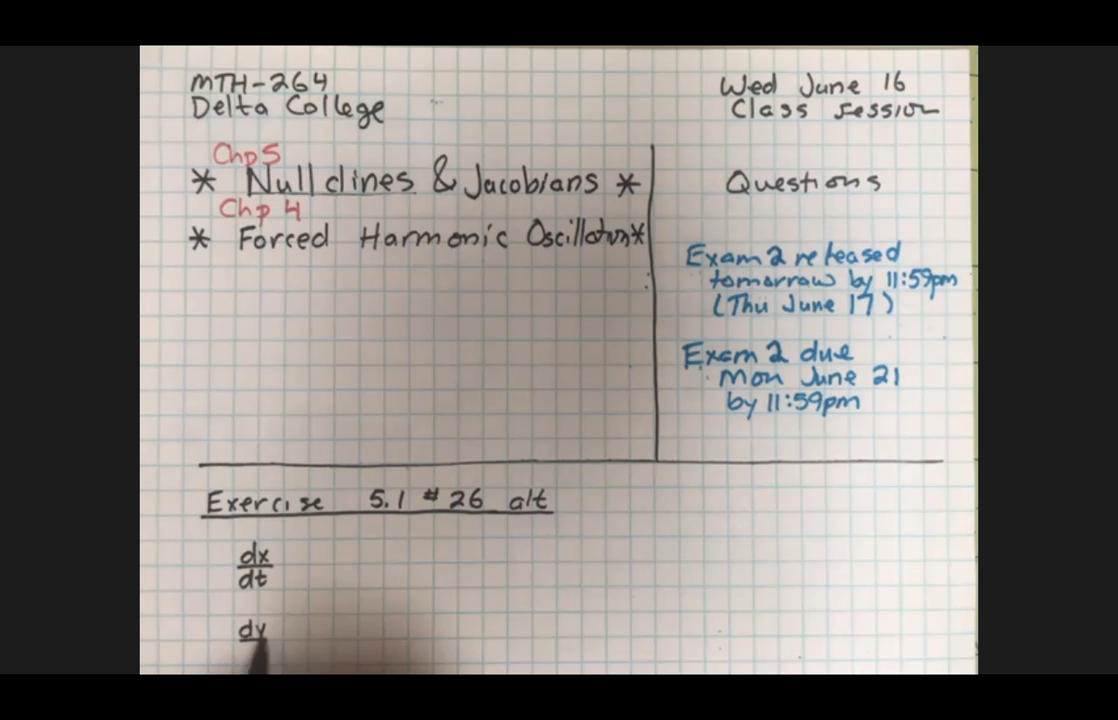 MTH-264
Delta College
Wed June 16
Class session
Chp 5
* Nullclines & Jacobians *
Chp 4
* Forced Harmonic Oscillators *
Questions
Exam 2 released
tomorrow by 11:59pm
(Thu June 17)
Exam 2 due
Mon June 21
by 11:59pm
Exercise 5.1 # 26 alt
dx
dt
dy